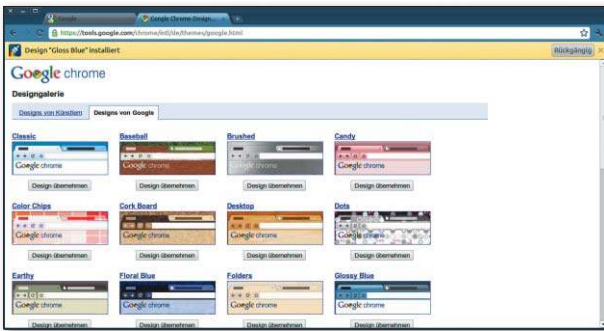 Google
Google Chrome-Design...
https://tools.google.com/chrome/intl/de/themes/google.html
Design "Gloss Blue" installiert
Rückgängig
Google chrome
Designgalerie
Designs von Künstlern Designs von Google
Classic Baseball Brushed Candy
Google chrome Google chrome Google chrome Google chrome
Design übernehmen Design übernehmen Design übernehmen Design übernehmen
Color Chips Cork Board Desktop Dots
Google chrome Google chrome Google chrome Google chrome
Design übernehmen Design übernehmen Design übernehmen Design übernehmen
Earthy Floral Blue Folders Glossy Blue
Google chrome Google chrome Google chrome Google chrome
Design übernehmen Design übernehmen Design übernehmen Design übernehmen